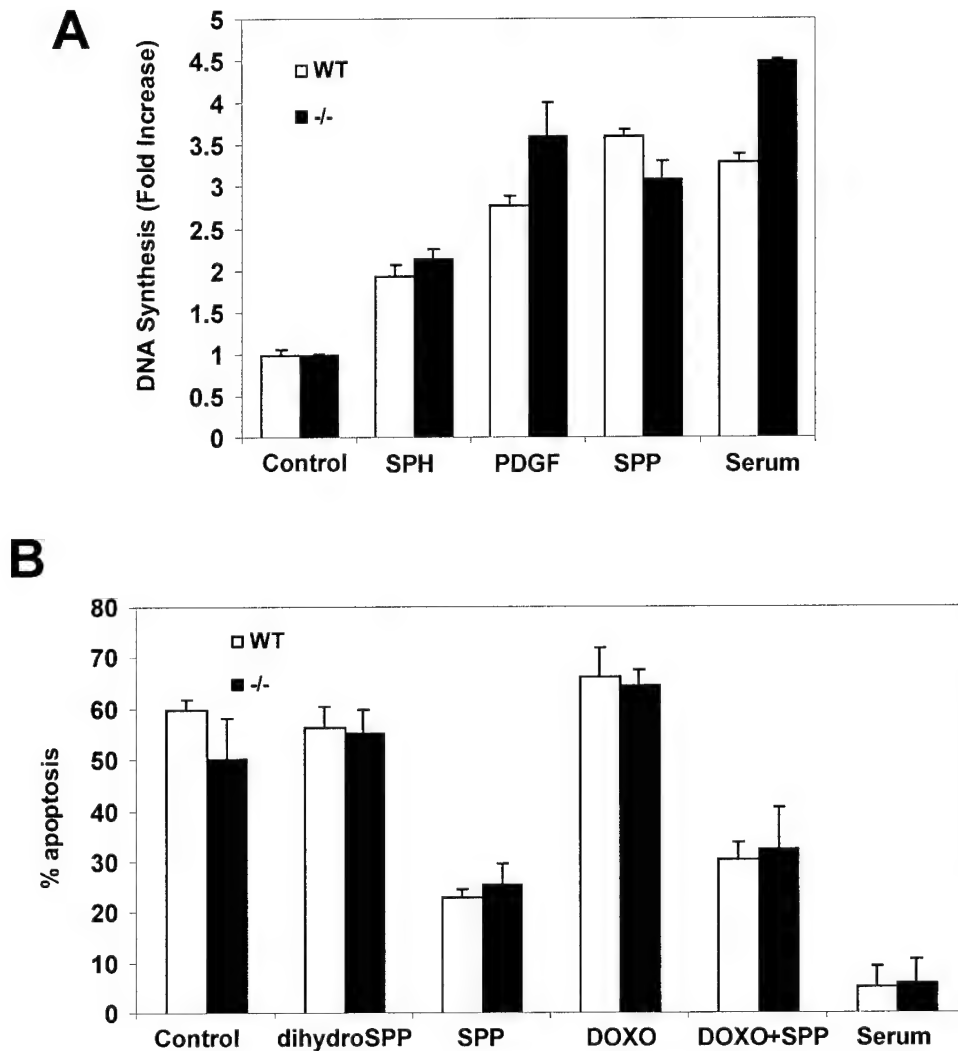 A
DNA Synthesis (Fold Increase)
5
4.5
4
3.5
3
2.5
2
1.5
1
0.5
0
WT
-/-
Control SPH PDGF SPP Serum
B
% apoptosis
80
70
60
50
40
30
20
10
0
WT
-/-
Control dihydroSPP SPP DOXO DOXO+SPP Serum